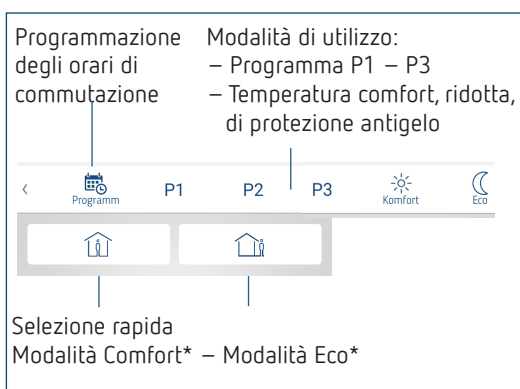 Programmazione
degli orari di
commutazione
Modalità di utilizzo:
– Programma P1 – P3
– Temperatura comfort, ridotta,
di protezione antigelo
Programm P1 P2 P3 Komfort Eco
Selezione rapida
Modalità Comfort* – Modalità Eco*